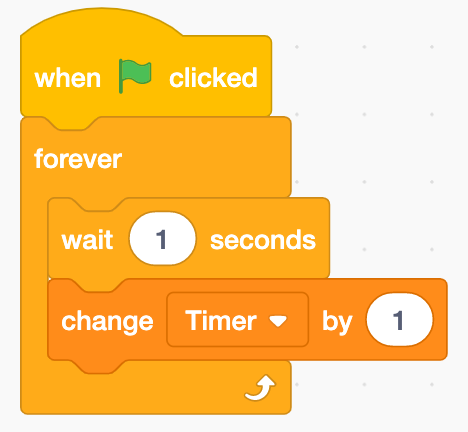 when clicked
forever
wait 1 seconds
change Timer by 1